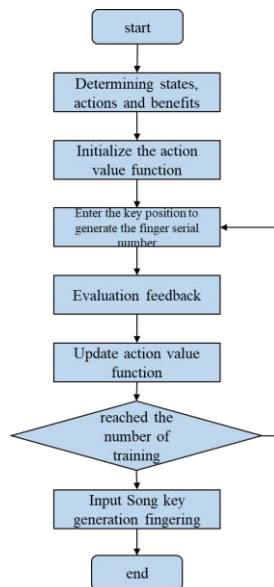 start
Determining states,
actions and benefits
Initialize the action
value function
Enter the key position to
generate the finger serial
number
Evaluation feedback
Update action value
function
reached the
number of
training
Input Song key
generation fingering
end